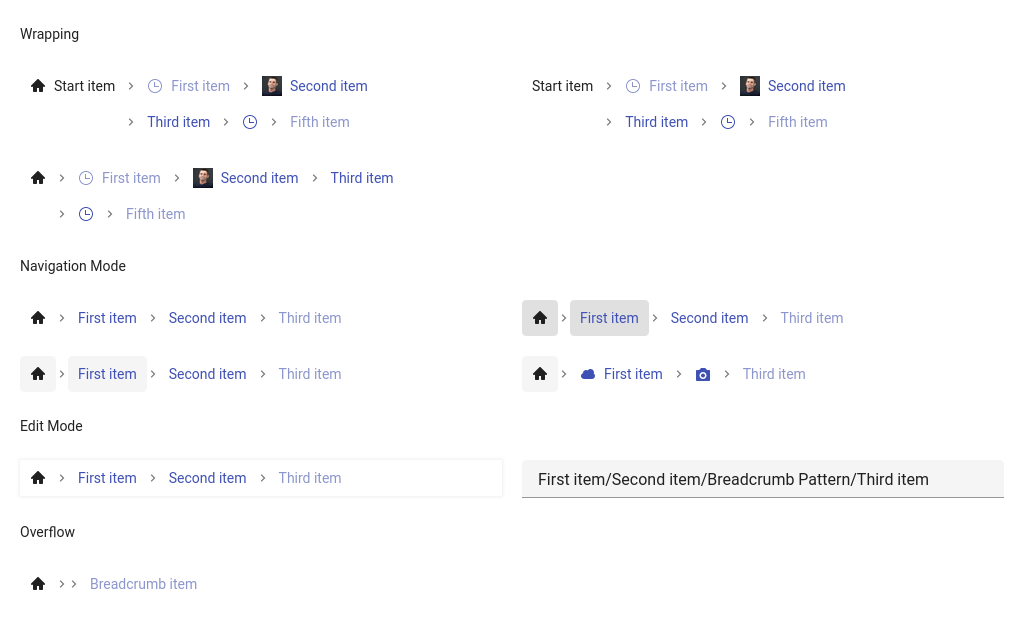 Wrapping
Start item First item Second item
Third item Fifth item
Start item First item Second item
Third item Fifth item
First item Second item Third item
Fifth item
Navigation Mode
First item Second item Third item
First item Second item Third item
First item Second item Third item
First item Third item
Edit Mode
First item Second item Third item
First item/Second item/Breadcrumb Pattern/Third item
Overflow
Breadcrumb item